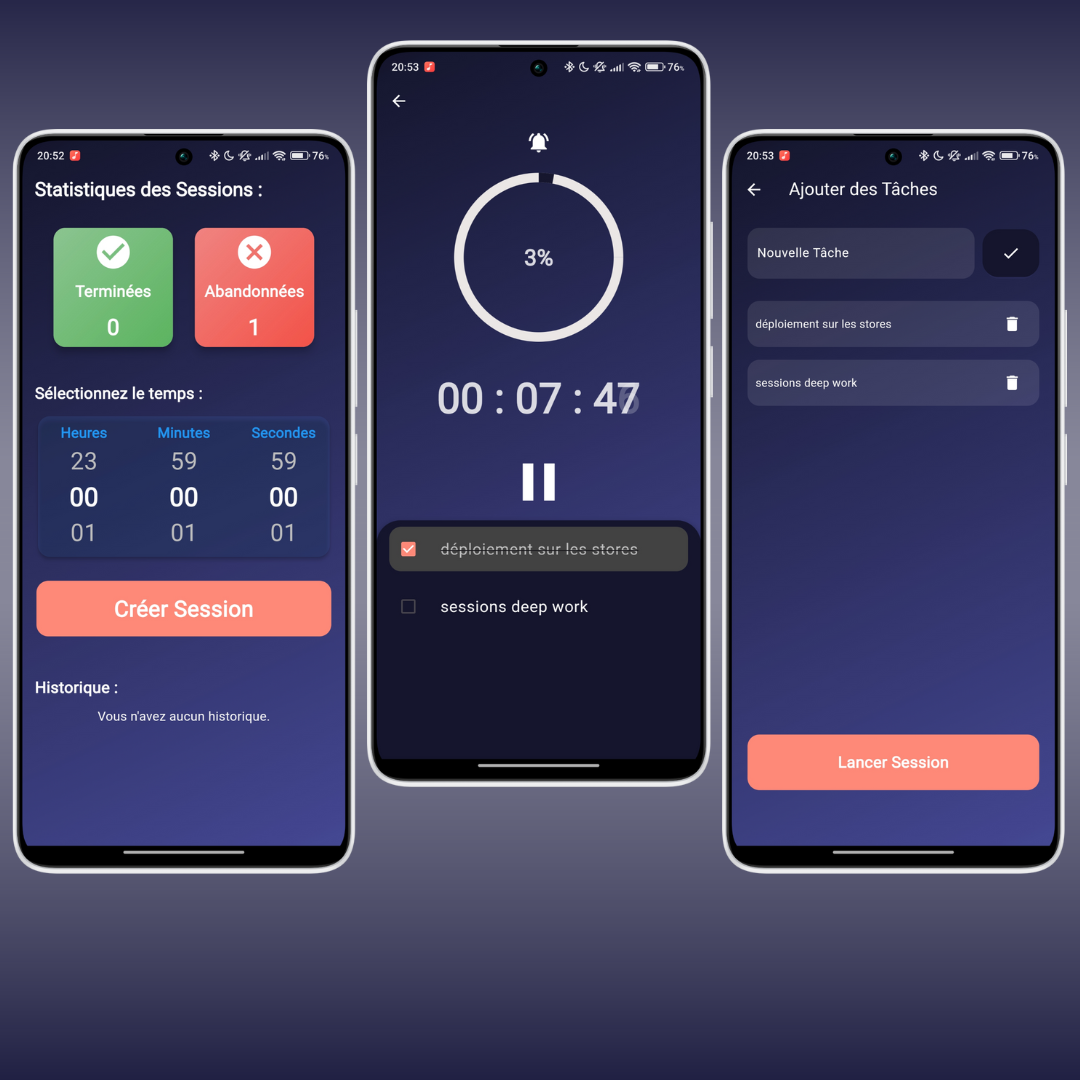 20:52 76%
Statistiques des Sessions :
Terminées
0
Abandonnées
1
Sélectionnez le temps :
Heures Minutes Secondes
23 59 59
00 00 00
01 01 01
Créer Session
Historique :
Vous n'avez aucun historique.
20:53 76%
3%
00 : 07 : 47
déploiement sur les stores
sessions deep work
20:53 76%
Ajouter des Tâches
Nouvelle Tâche
déploiement sur les stores
sessions deep work
Lancer Session